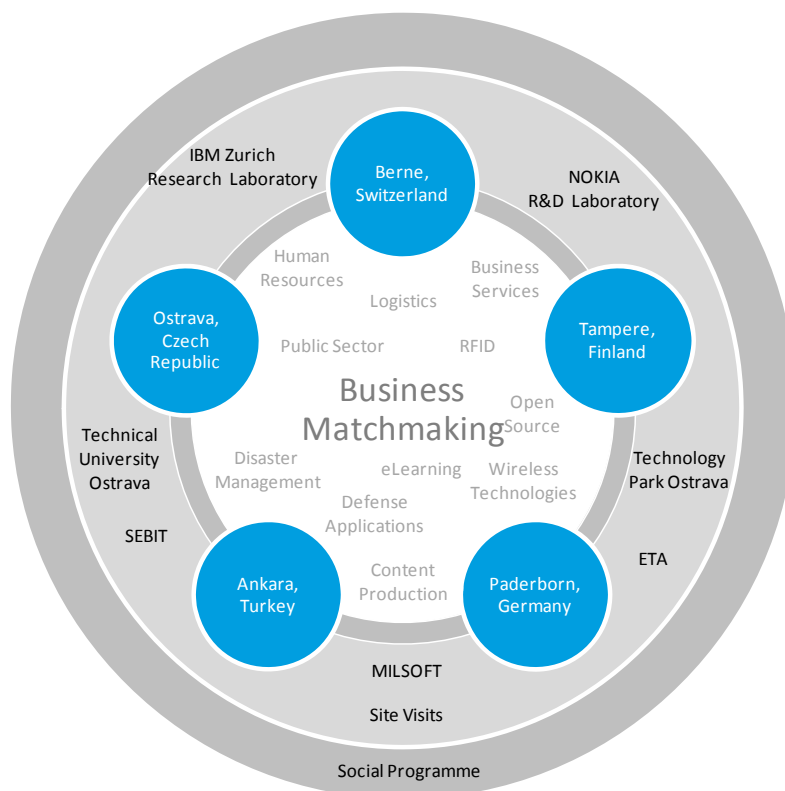 IBM Zurich
Research Laboratory
Berne,
Switzerland
NOKIA
R&D Laboratory
Human
Resources
Business
Services
Logistics
Ostrava,
Czech
Republic
Public Sector
RFID
Tampere,
Finland
Business
Matchmaking
Open
Source
Technical
University
Ostrava
Disaster
Management
eLearning
Wireless
Technologies
Technology
Park Ostrava
Defense
Applications
SEBIT
ETA
Ankara,
Turkey
Content
Production
Paderborn,
Germany
MILSOFT
Site Visits
Social Programme